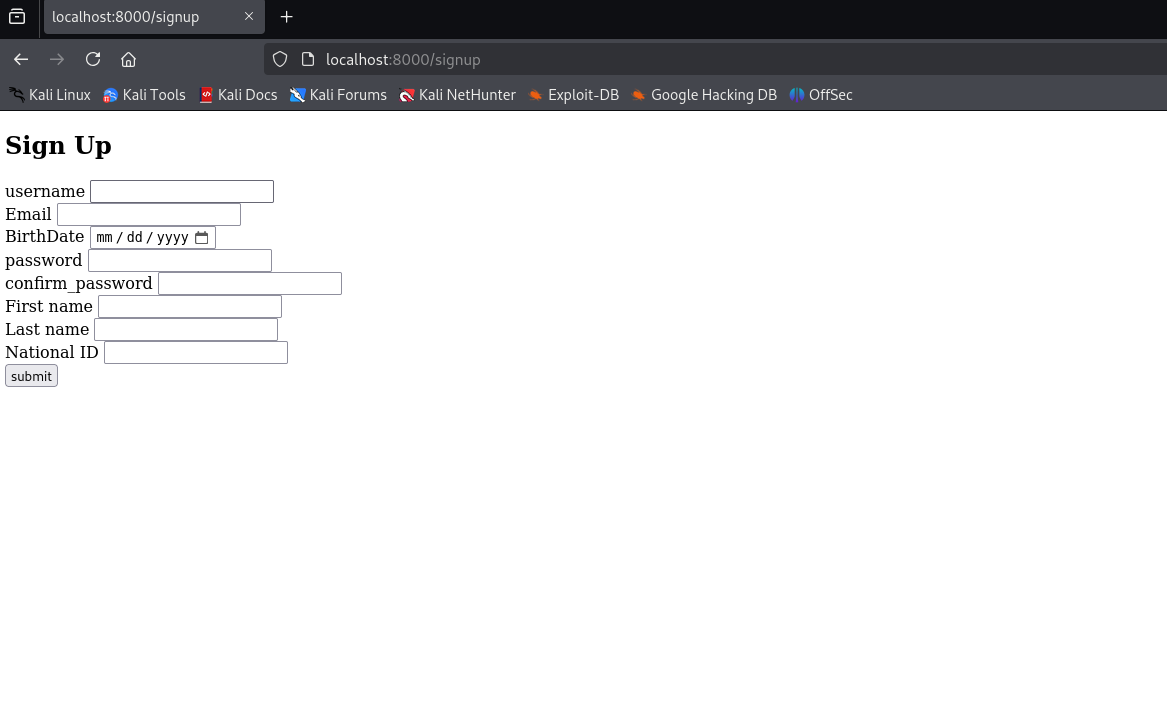 localhost:8000/signup
localhost:8000/signup
Kali Linux Kali Tools Kali Docs Kali Forums Kali NetHunter Exploit-DB Google Hacking DB OffSec
Sign Up
username
Email
BirthDate mm / dd / yyyy
password
confirm_password
First name
Last name
National ID
submit